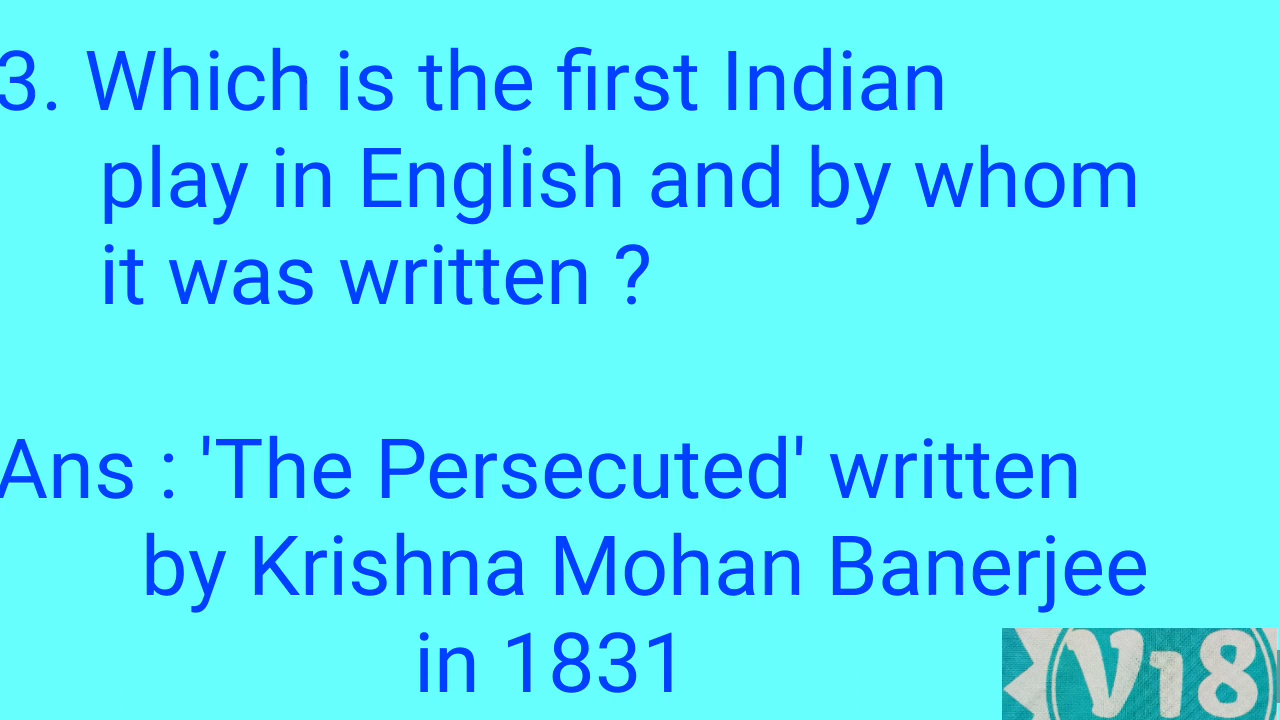 3. Which is the first Indian
play in English and by whom
it was written ?
Ans : 'The Persecuted' written
by Krishna Mohan Banerjee
in 1831
V18